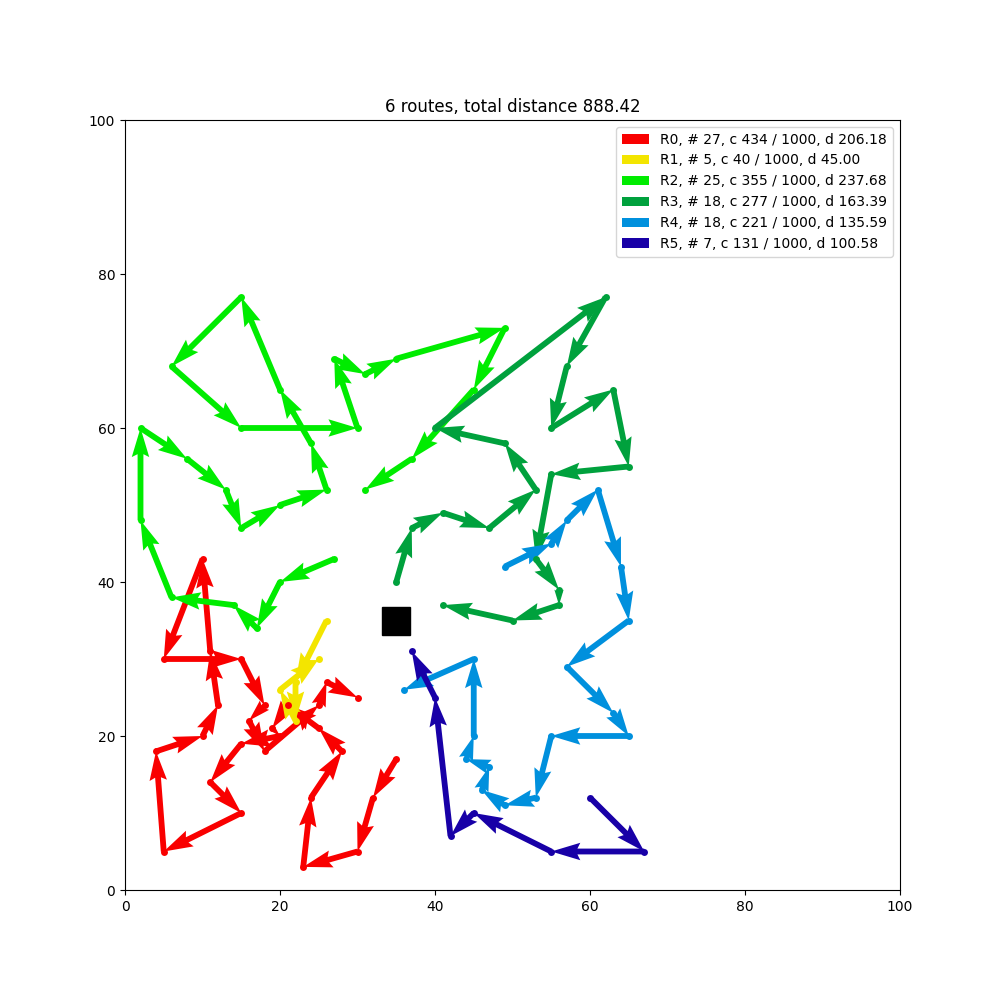 6 routes, total distance 888.42
R0, # 27, c 434 / 1000, d 206.18
R1, # 5, c 40 / 1000, d 45.00
R2, # 25, c 355 / 1000, d 237.68
R3, # 18, c 277 / 1000, d 163.39
R4, # 18, c 221 / 1000, d 135.59
R5, # 7, c 131 / 1000, d 100.58
100
80
60
40
20
0
0 20 40 60 80 100